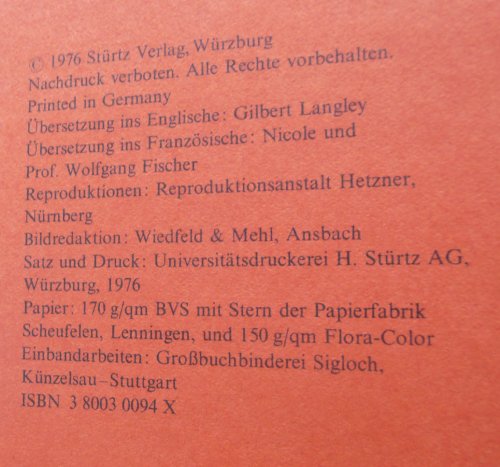 © 1976 Stürtz Verlag, Würzburg
Nachdruck verboten. Alle Rechte vorbehalten.
Printed in Germany
Übersetzung ins Englische: Gilbert Langley
Übersetzung ins Französische: Nicole und
Prof. Wolfgang Fischer
Reproduktionen: Reproduktionsanstalt Hetzner,
Nürnberg
Bildredaktion: Wiedfeld & Mehl, Ansbach
Satz und Druck: Universitätsdruckerei H. Stürtz AG,
Würzburg, 1976
Papier: 170 g/qm BVS mit Stern der Papierfabrik
Scheufelen, Lenningen, und 150 g/qm Flora-Color
Einbandarbeiten: Großbuchbinderei Sigloch,
Künzelsau–Stuttgart
ISBN 3 8003 0094 X